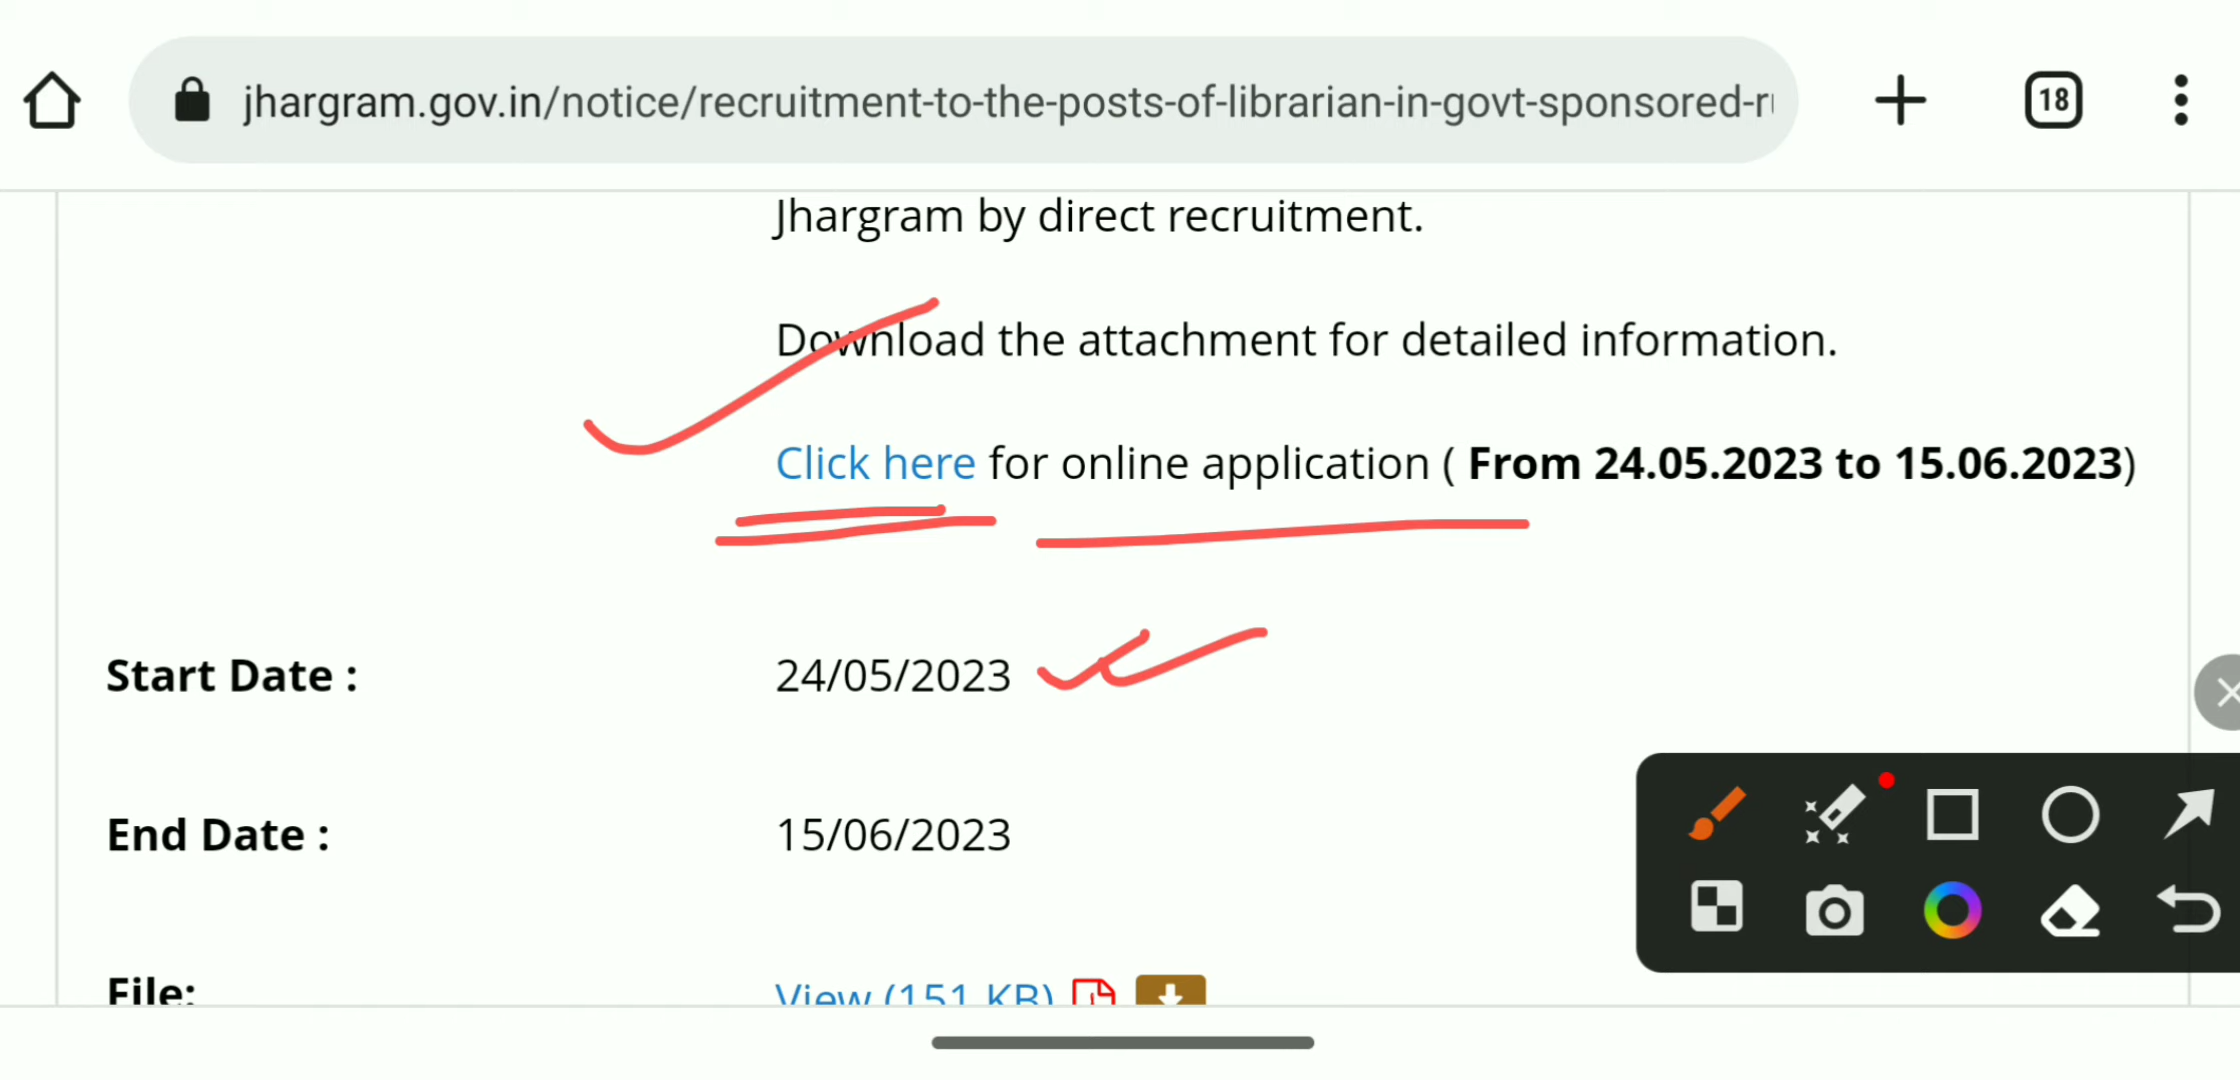 jhargram.gov.in/notice/recruitment-to-the-posts-of-librarian-in-govt-sponsored-r
18
Jhargram by direct recruitment.
Download the attachment for detailed information.
Click here for online application ( From 24.05.2023 to 15.06.2023)
Start Date : 24/05/2023
End Date : 15/06/2023
File: View (151 KB)